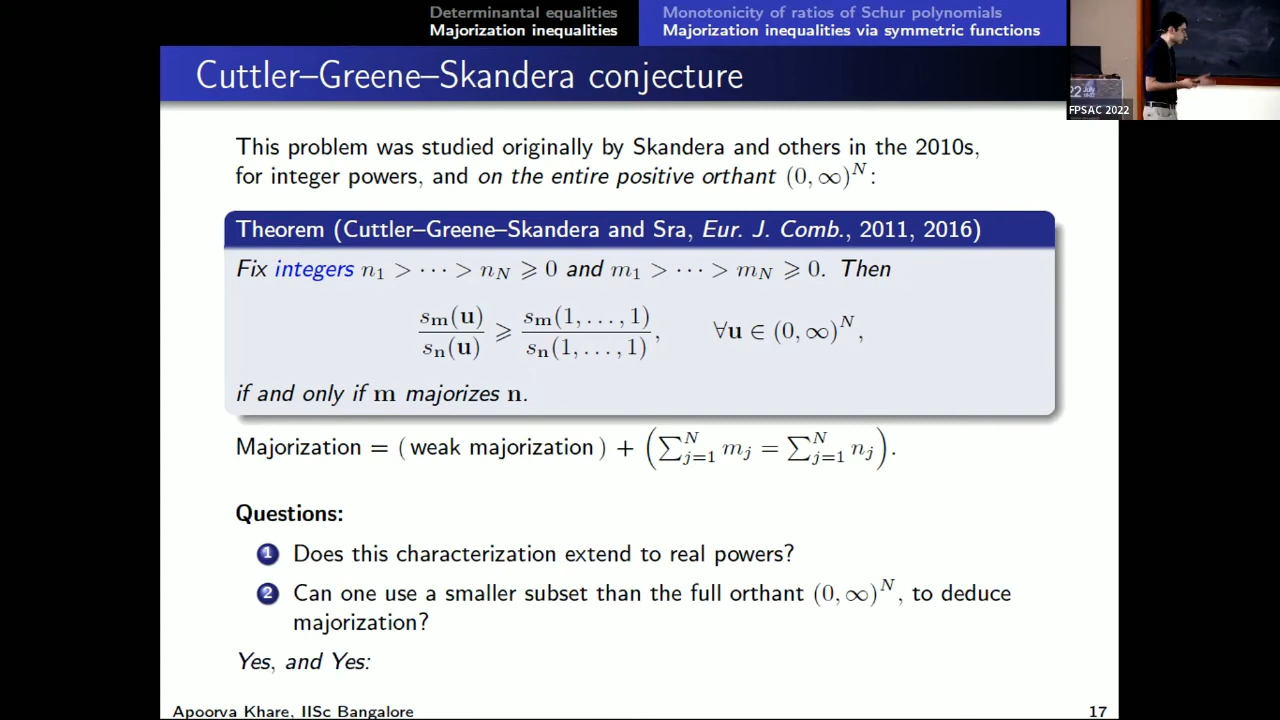 Determinantal equalities
Majorization inequalities
Monotonicity of ratios of Schur polynomials
Majorization inequalities via symmetric functions
22 July
FPSAC 2022
Cuttler–Greene–Skandera conjecture
This problem was studied originally by Skandera and others in the 2010s,
for integer powers, and on the entire positive orthant (0, ∞)^N:
Theorem (Cuttler–Greene–Skandera and Sra, Eur. J. Comb., 2011, 2016)
Fix integers n_1 > ⋯ > n_N ⩾ 0 and m_1 > ⋯ > m_N ⩾ 0. Then
s_m(u) / s_n(u) ⩾ s_m(1, …, 1) / s_n(1, …, 1), ∀u ∈ (0, ∞)^N,
if and only if m majorizes n.
Majorization = ( weak majorization ) + (∑_{j=1}^N m_j = ∑_{j=1}^N n_j).
Questions:
1 Does this characterization extend to real powers?
2 Can one use a smaller subset than the full orthant (0, ∞)^N, to deduce
majorization?
Yes, and Yes:
Apoorva Khare, IISc Bangalore
17